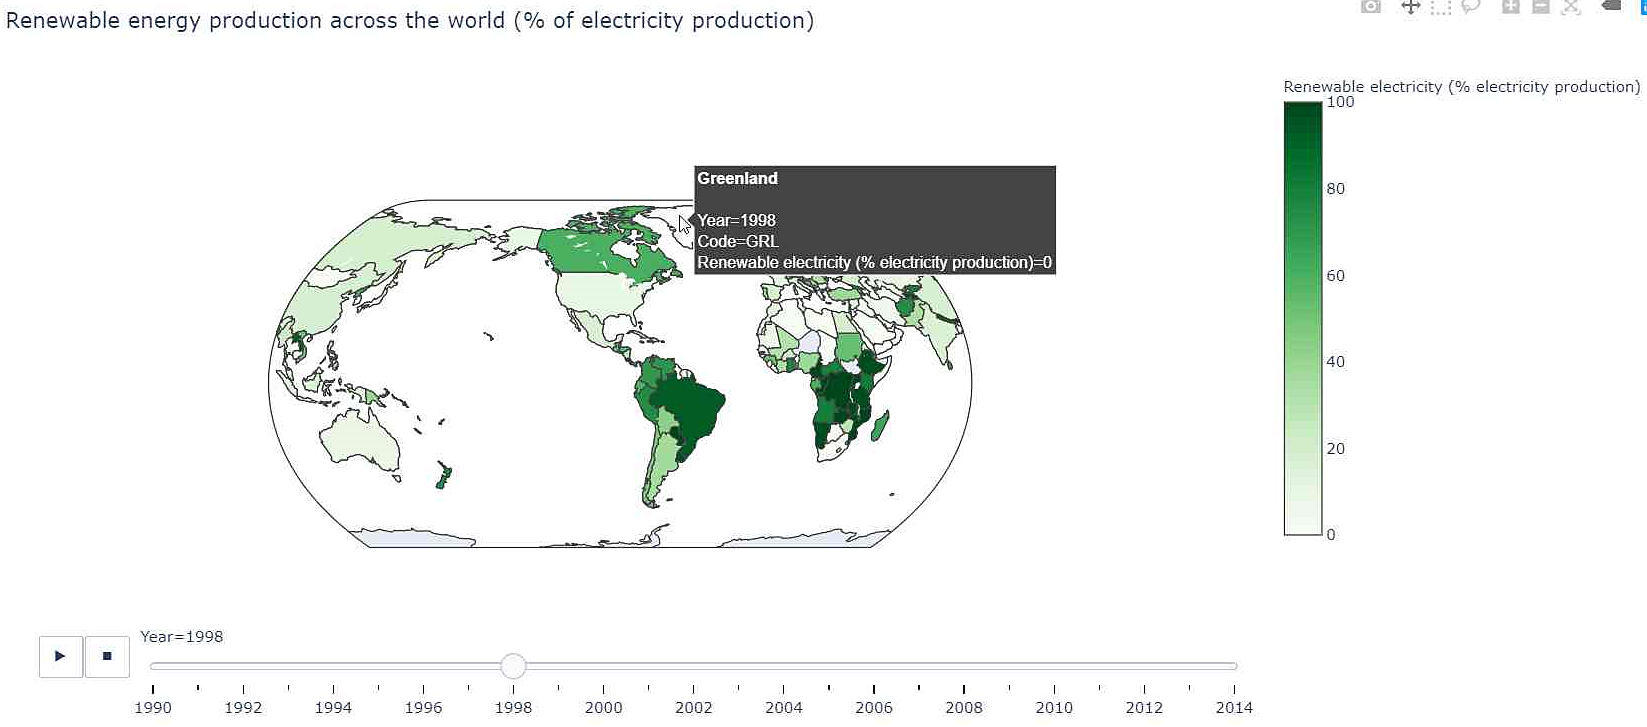 Renewable energy production across the world (% of electricity production)
Renewable electricity (% electricity production)
100
80
60
40
20
0
Greenland
Year=1998
Code=GRL
Renewable electricity (% electricity production)=0
Year=1998
1990 1992 1994 1996 1998 2000 2002 2004 2006 2008 2010 2012 2014